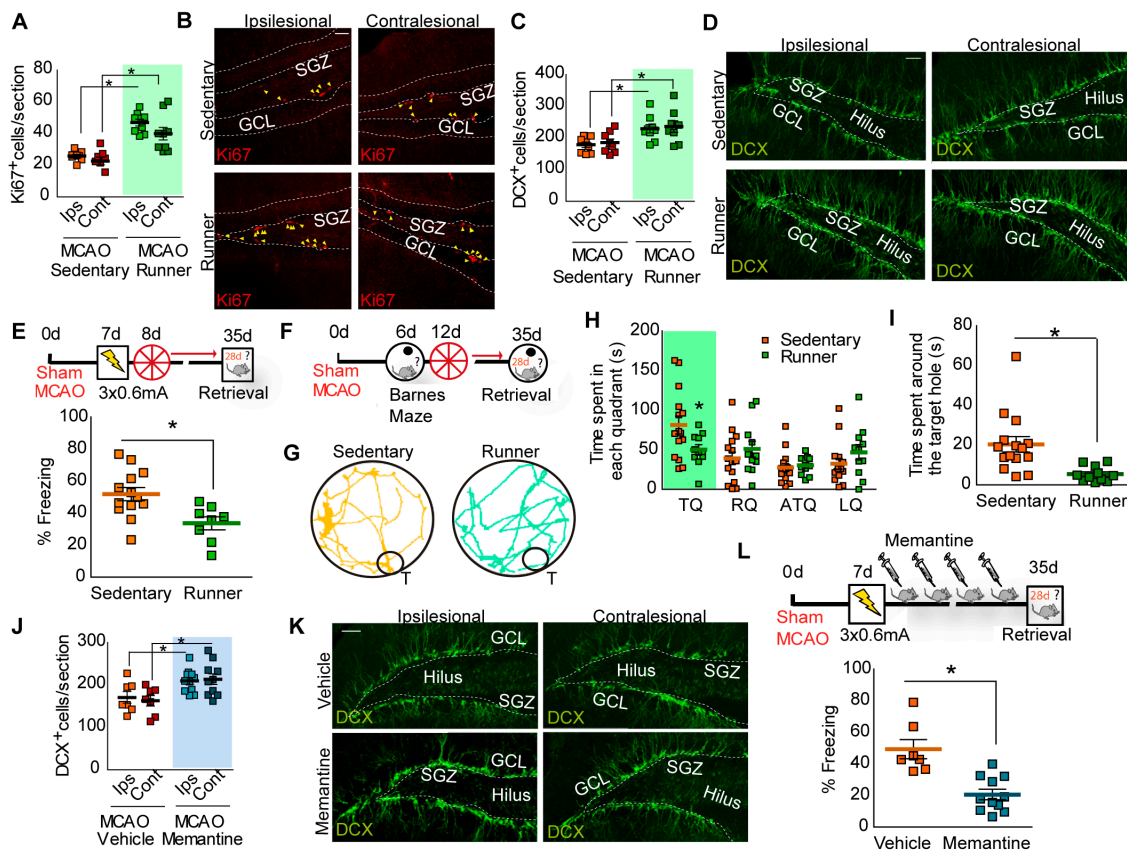 A
Ki67+cells/section
80
60
40
20
0
Ips
Cont
Ips
Cont
MCAO MCAO
Sedentary Runner
B
Ipsilesional Contralesional
Sedentary
SGZ
GCL
Ki67
SGZ
GCL
Ki67
Runner
SGZ
Ki67
SGZ
GCL
Ki67
C
DCX+cells/section
400
300
200
100
0
Ips
Cont
Ips
Cont
MCAO MCAO
Sedentary Runner
*
*
*
*
D
Ipsilesional Contralesional
Sedentary
SGZ
GCL
Hilus
DCX
SGZ
Hilus
GCL
DCX
Runner
SGZ
GCL
Hilus
DCX
SGZ
Hilus
GCL
DCX
E
0d 7d 8d 35d
28d ?
Sham
MCAO
3x0.6mA
Retrieval
% Freezing
100
80
60
40
20
0
*
Sedentary Runner
F
0d 6d 12d 35d
?
28d ?
Sham
MCAO
Barnes
Maze
Retrieval
G
Sedentary Runner
T T
H
Time spent in
each quadrant (s)
200
150
100
50
0
Sedentary
Runner
*
TQ RQ ATQ LQ
I
Time spent around
the target hole (s)
80
60
40
20
0
*
Sedentary Runner
J
DCX+cells/section
300
200
100
0
*
*
Ips
Cont
Ips
Cont
MCAO MCAO
Vehicle Memantine
K
Ipsilesional Contralesional
Vehicle
GCL
Hilus
SGZ
DCX
Hilus
SGZ
GCL
DCX
Memantine
SGZ
GCL
Hilus
DCX
GCL
SGZ
Hilus
DCX
L
Memantine
0d 7d 35d
28d ?
Sham
MCAO
3x0.6mA
Retrieval
% Freezing
100
80
60
40
20
0
*
Vehicle Memantine